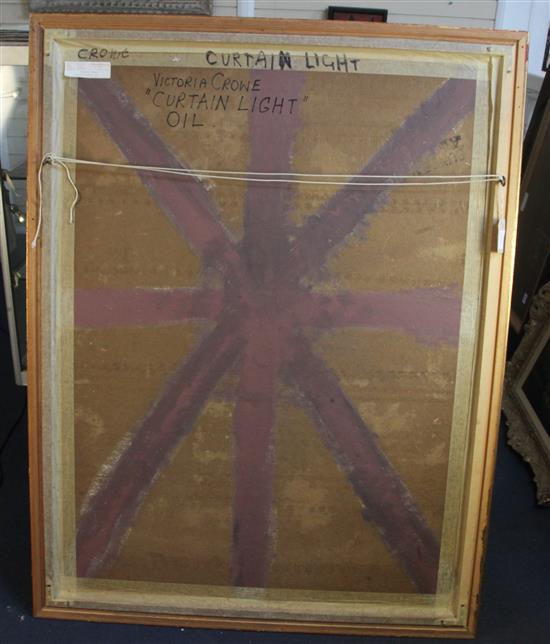 CROWE
CURTAIN LIGHT
VICTORIA CROWE
"CURTAIN LIGHT"
OIL.